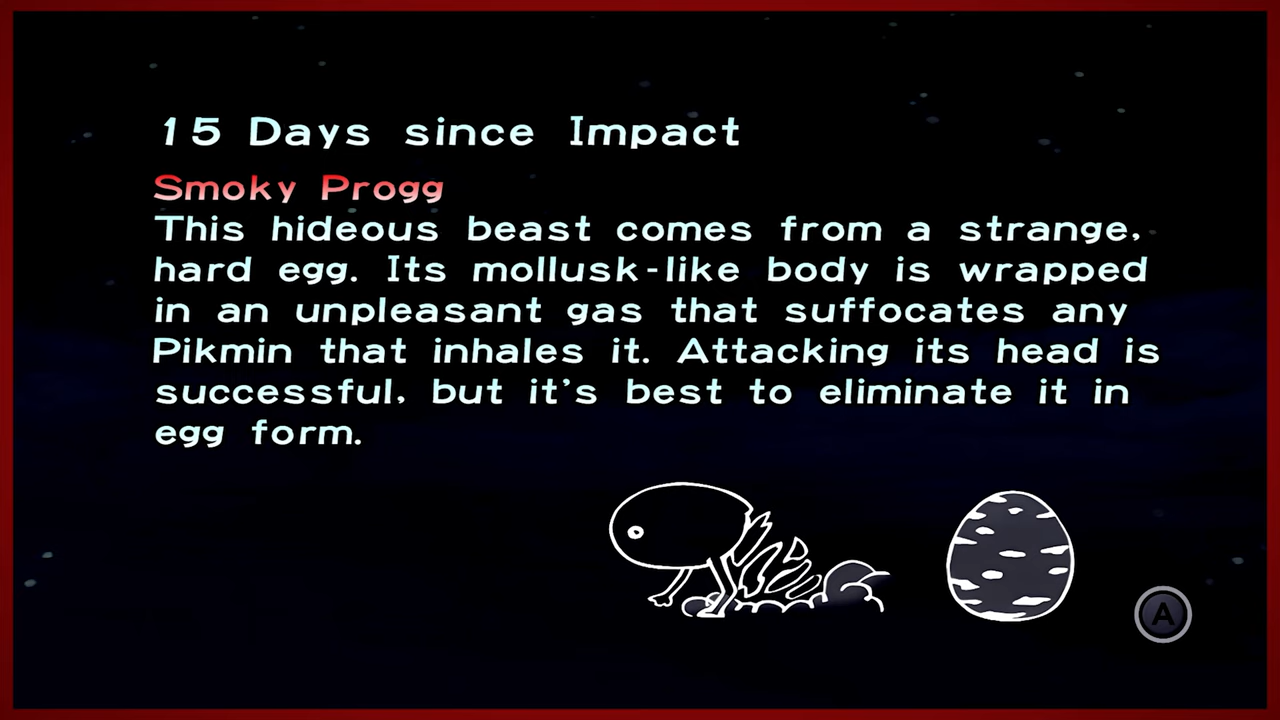 15 Days since Impact
Smoky Progg
This hideous beast comes from a strange,
hard egg. Its mollusk-like body is wrapped
in an unpleasant gas that suffocates any
Pikmin that inhales it. Attacking its head is
successful, but it's best to eliminate it in
egg form.
A